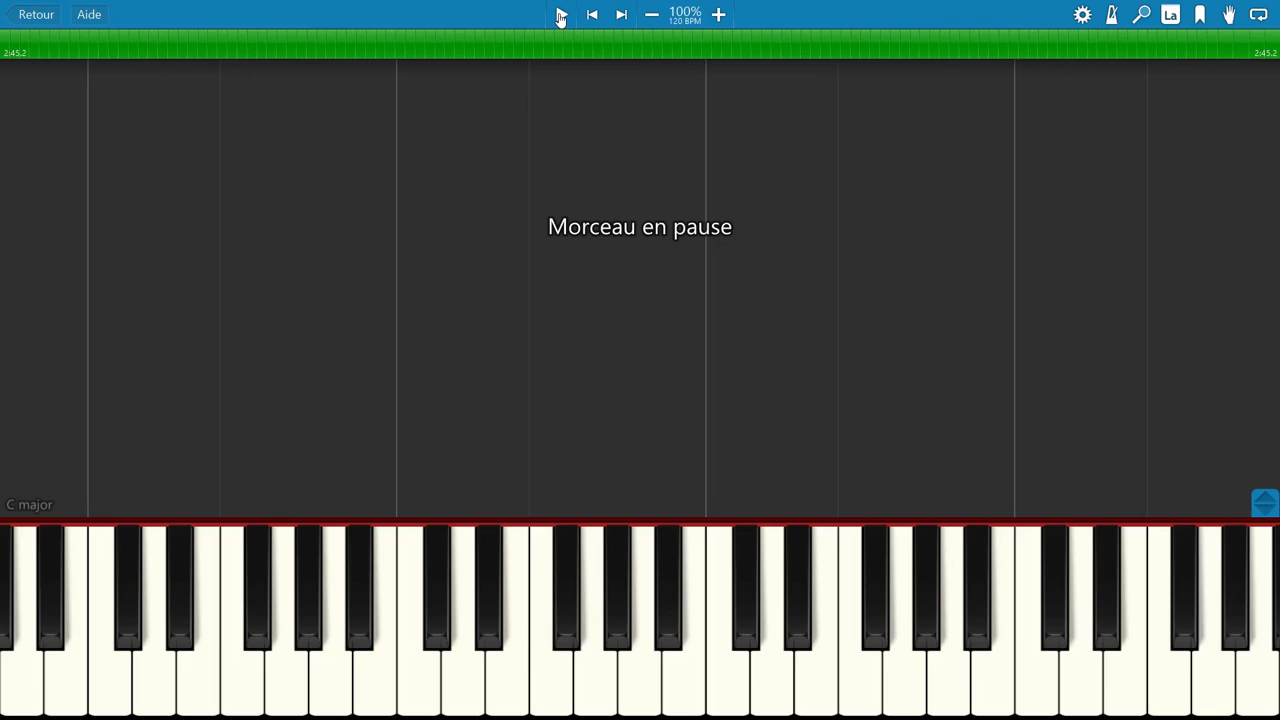 Retour
Aide
100%
120 BPM
La
2:45.2
2:45.2
Morceau en pause
C major